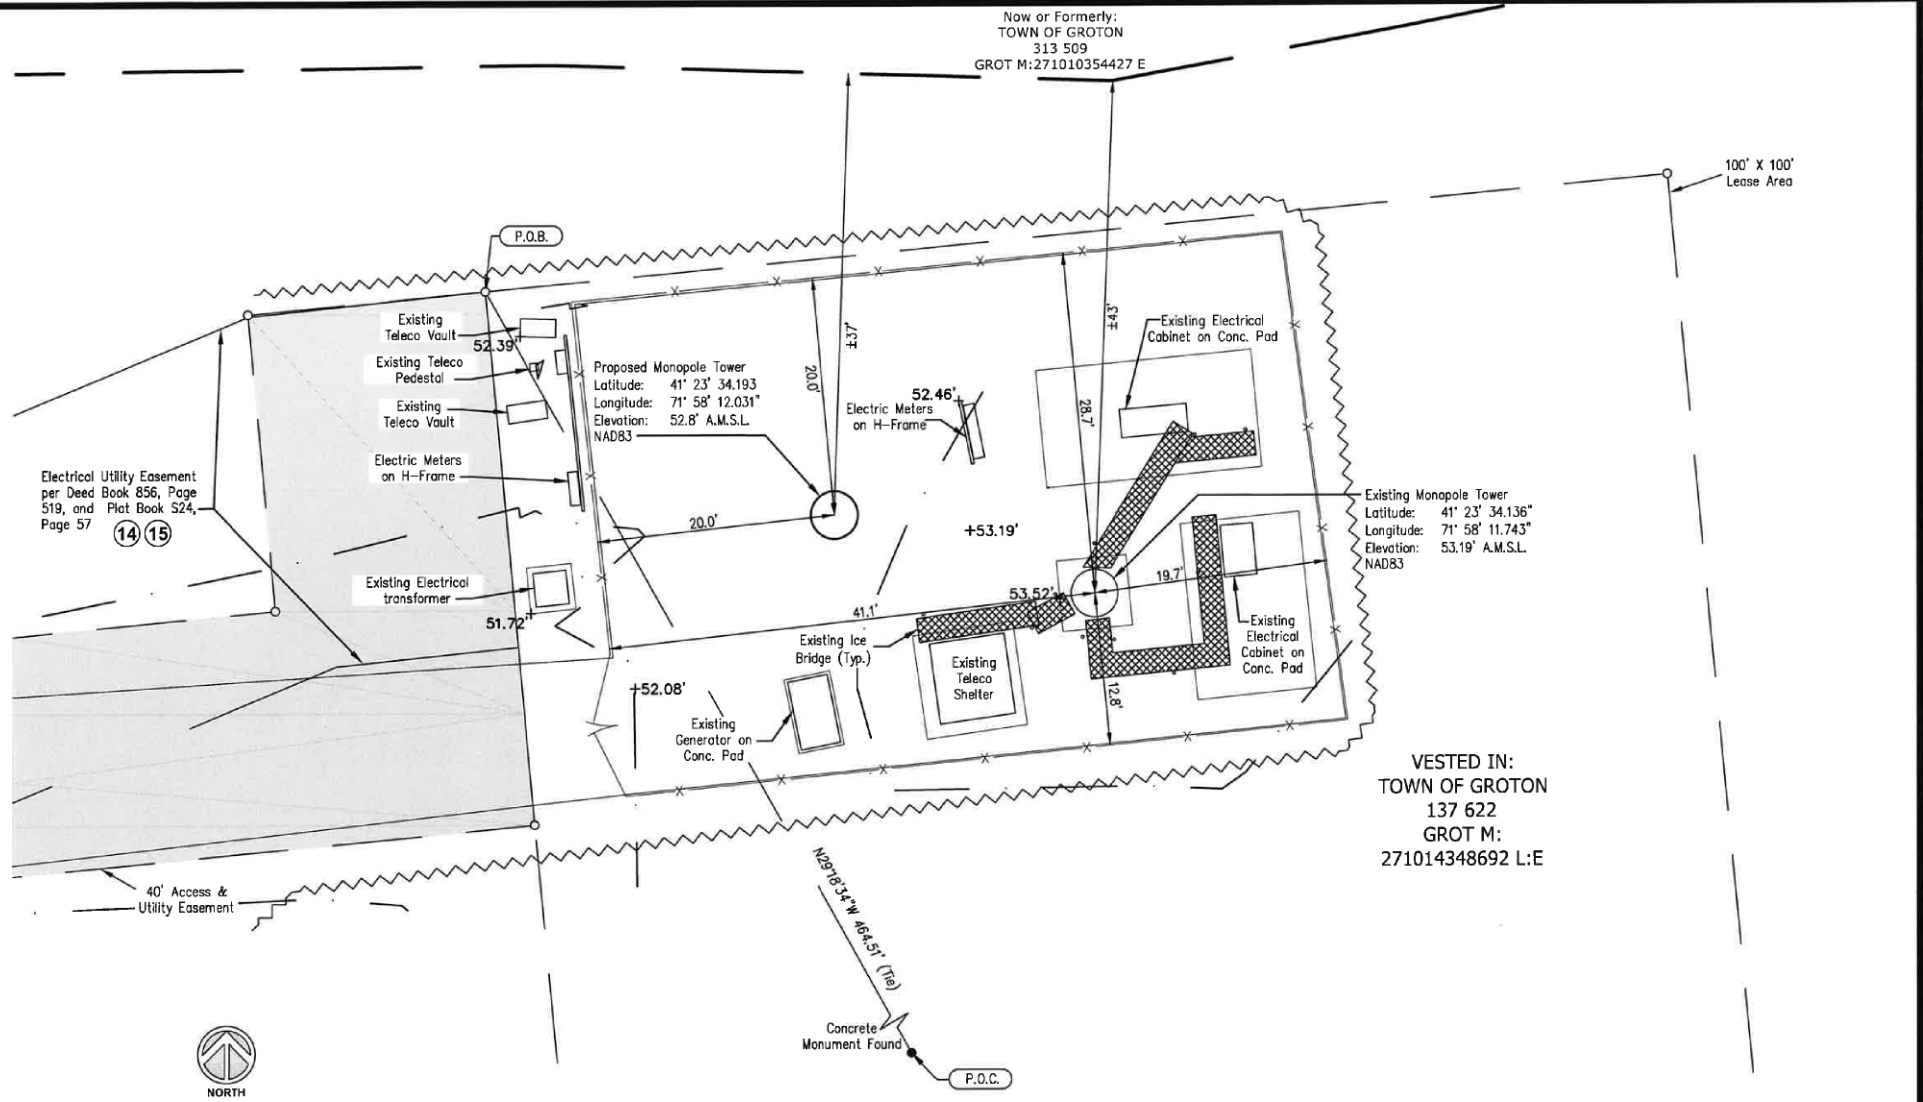 Now or Formerly:
TOWN OF GROTON
313 509
GROT M:271010354427 E
100' X 100'
Lease Area
P.O.B.
Existing
Teleco Vault
52.39'
Existing Teleco
Pedestal
Existing
Teleco Vault
Electric Meters
on H-Frame
Proposed Monopole Tower
Latitude: 41° 23' 34.193
Longitude: 71° 58' 12.031"
Elevation: 52.8' A.M.S.L.
NAD83
20.0'
±37'
±43'
28.7'
52.46'
Electric Meters
on H-Frame
Existing Electrical
Cabinet on Conc. Pad
Electrical Utility Easement
per Deed Book 856, Page
519, and Plat Book S24,
Page 57
14 15
20.0'
+53.19'
Existing Monopole Tower
Latitude: 41° 23' 34.136"
Longitude: 71° 58' 11.743"
Elevation: 53.19' A.M.S.L.
NAD83
Existing Electrical
transformer
51.72'
53.52'
19.7'
41.1'
Existing Ice
Bridge (Typ.)
Existing
Teleco
Shelter
Existing
Electrical
Cabinet on
Conc. Pad
+52.08'
12.8'
Existing
Generator on
Conc. Pad
VESTED IN:
TOWN OF GROTON
137 622
GROT M:
271014348692 L:E
40' Access &
Utility Easement
N29°18'34"W 464.51' (Tie)
Concrete
Monument Found
P.O.C.
NORTH